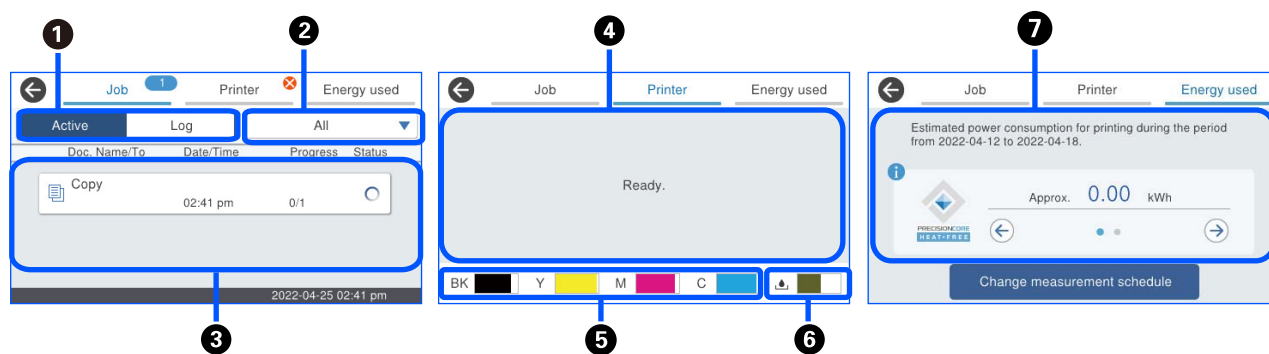 1
2
4
7
Job
1
Printer
Energy used
Active
Log
All
Doc. Name/To
Date/Time
Progress
Status
Copy
02:41 pm
0/1
2022-04-25 02:41 pm
3
Job
Printer
Energy used
Ready.
BK
Y
M
C
5
6
Job
Printer
Energy used
Estimated power consumption for printing during the period
from 2022-04-12 to 2022-04-18.
i
PRECISIONCORE
HEAT-FREE
Approx. 0.00 kWh
Change measurement schedule